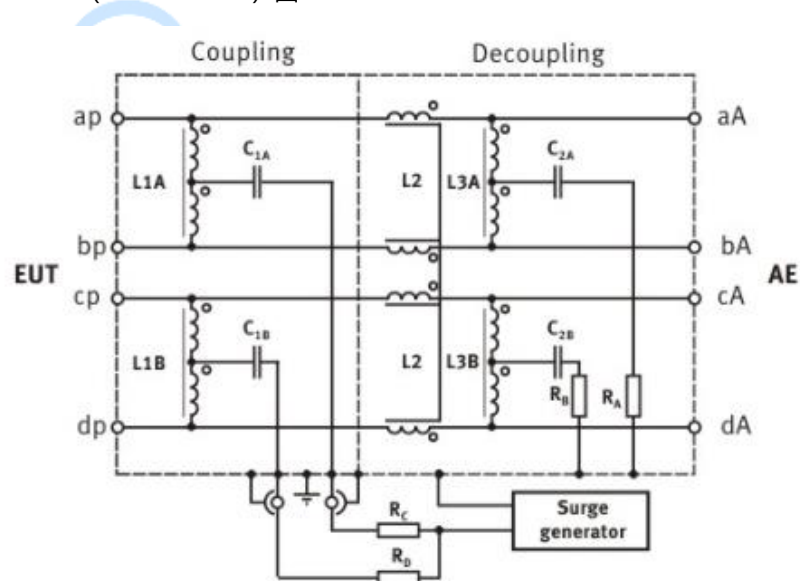 Coupling Decoupling
ap aA
C1A C2A
L1A L2 L3A
bp bA
EUT AE
cp cA
C1B C2B
L1B L2 L3B
RB RA
dp dA
Surge
generator
RC
RD